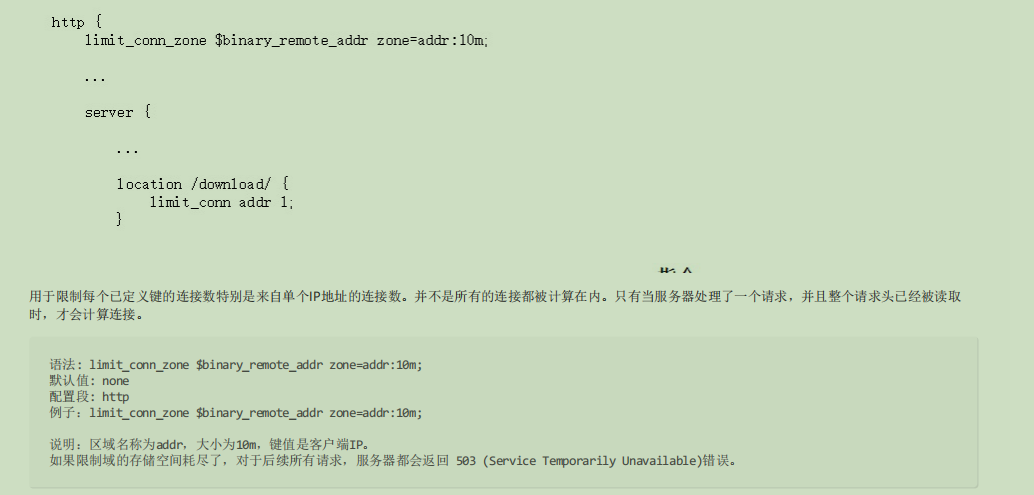 http {
limit_conn_zone $binary_remote_addr zone=addr:10m;
...
server {
...
location /download/ {
limit_conn addr 1;
}
用于限制每个已定义键的连接数特别是来自单个IP地址的连接数。并不是所有的连接都被计算在内。只有当服务器处理了一个请求，并且整个请求头已经被读取
时，才会计算连接。
语法: limit_conn_zone $binary_remote_addr zone=addr:10m;
默认值: none
配置段: http
例子: limit_conn_zone $binary_remote_addr zone=addr:10m;
说明: 区域名称为addr, 大小为10m, 键值是客户端IP。
如果限制域的存储空间耗尽了, 对于后续所有请求, 服务器都会返回 503 (Service Temporarily Unavailable)错误。